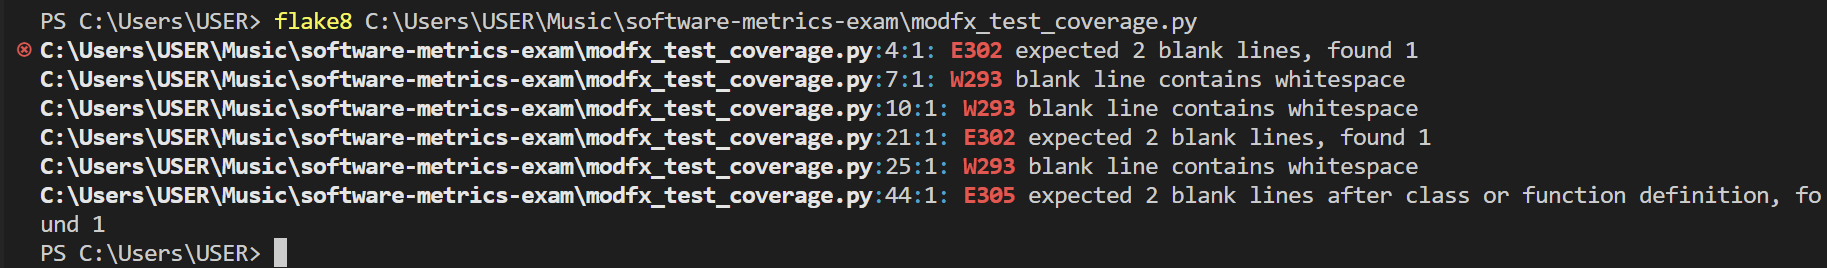 PS C:\Users\USER> flake8 C:\Users\USER\Music\software-metrics-exam\modfx_test_coverage.py
C:\Users\USER\Music\software-metrics-exam\modfx_test_coverage.py:4:1: E302 expected 2 blank lines, found 1
C:\Users\USER\Music\software-metrics-exam\modfx_test_coverage.py:7:1: W293 blank line contains whitespace
C:\Users\USER\Music\software-metrics-exam\modfx_test_coverage.py:10:1: W293 blank line contains whitespace
C:\Users\USER\Music\software-metrics-exam\modfx_test_coverage.py:21:1: E302 expected 2 blank lines, found 1
C:\Users\USER\Music\software-metrics-exam\modfx_test_coverage.py:25:1: W293 blank line contains whitespace
C:\Users\USER\Music\software-metrics-exam\modfx_test_coverage.py:44:1: E305 expected 2 blank lines after class or function definition, fo
und 1
PS C:\Users\USER>